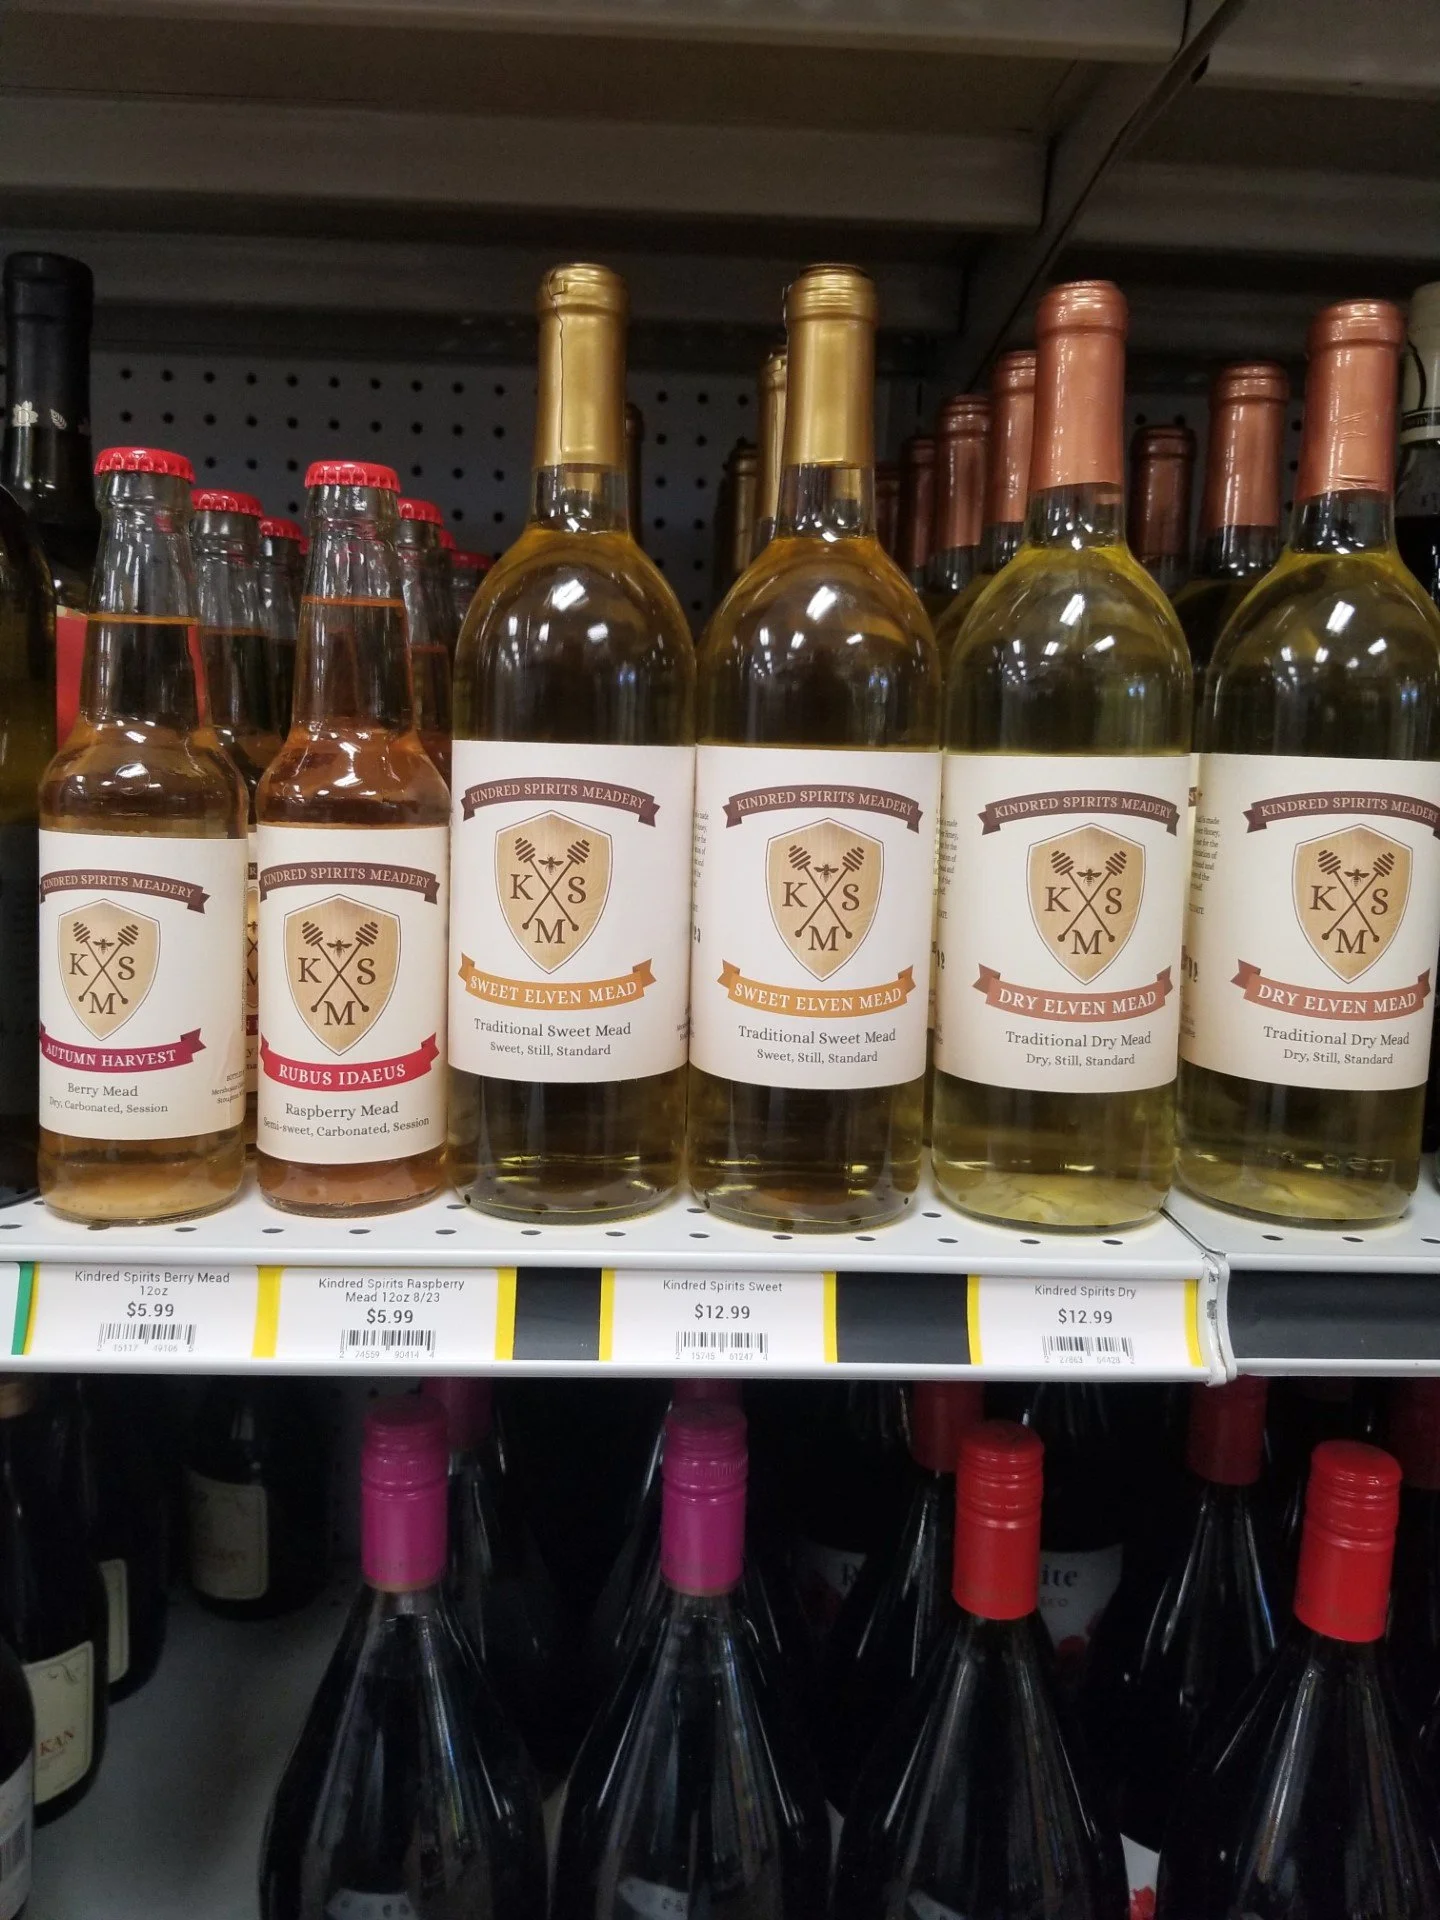 KINDRED SPIRITS MEADERY
K S
M
AUTUMN HARVEST
Berry Mead
Dry, Carbonated, Session
KINDRED SPIRITS MEADERY
K S
M
RUBUS IDAEUS
Raspberry Mead
Semi-sweet, Carbonated, Session
KINDRED SPIRITS MEADERY
K S
M
SWEET ELVEN MEAD
Traditional Sweet Mead
Sweet, Still, Standard
KINDRED SPIRITS MEADERY
K S
M
SWEET ELVEN MEAD
Traditional Sweet Mead
Sweet, Still, Standard
KINDRED SPIRITS MEADERY
K S
M
DRY ELVEN MEAD
Traditional Dry Mead
Dry, Still, Standard
KINDRED SPIRITS MEADERY
K S
M
DRY ELVEN MEAD
Traditional Dry Mead
Dry, Still, Standard
Kindred Spirits Berry Mead
12oz
$5.99
Kindred Spirits Raspberry
Mead 12oz 8/23
$5.99
Kindred Spirits Sweet
$12.99
Kindred Spirits Dry
$12.99
KAN